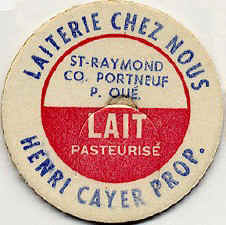 LAITERIE CHEZ NOUS
ST-RAYMOND
CO. PORTNEUF
P. QUÉ.
LAIT
PASTEURISÉ
HENRI CAYER PROP.